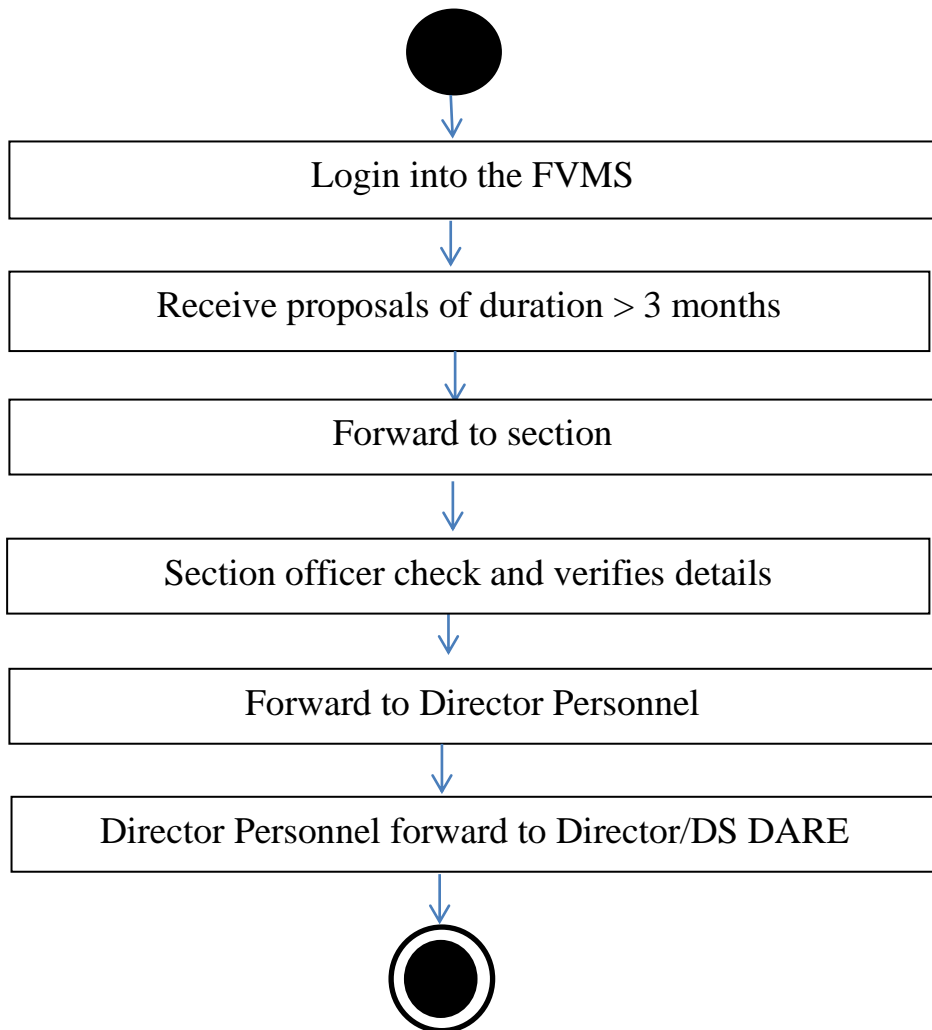 Login into the FVMS
Receive proposals of duration > 3 months
Forward to section
Section officer check and verifies details
Forward to Director Personnel
Director Personnel forward to Director/DS DARE